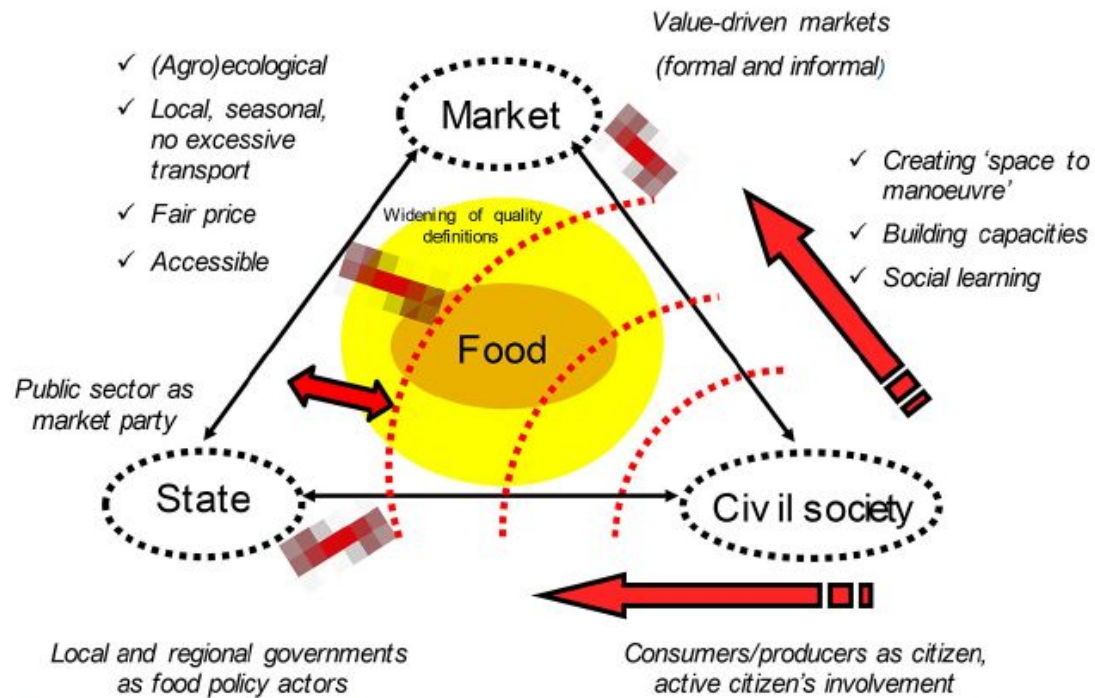 Value-driven markets
(formal and informal)
✓ (Agro)ecological
✓ Local, seasonal,
no excessive
transport
✓ Fair price
✓ Accessible
Market
✓ Creating ‘space to
manoeuvre’
✓ Building capacities
✓ Social learning
Widening of quality
definitions
Food
Public sector as
market party
State
Civil society
Local and regional governments
as food policy actors
Consumers/producers as citizen,
active citizen’s involvement